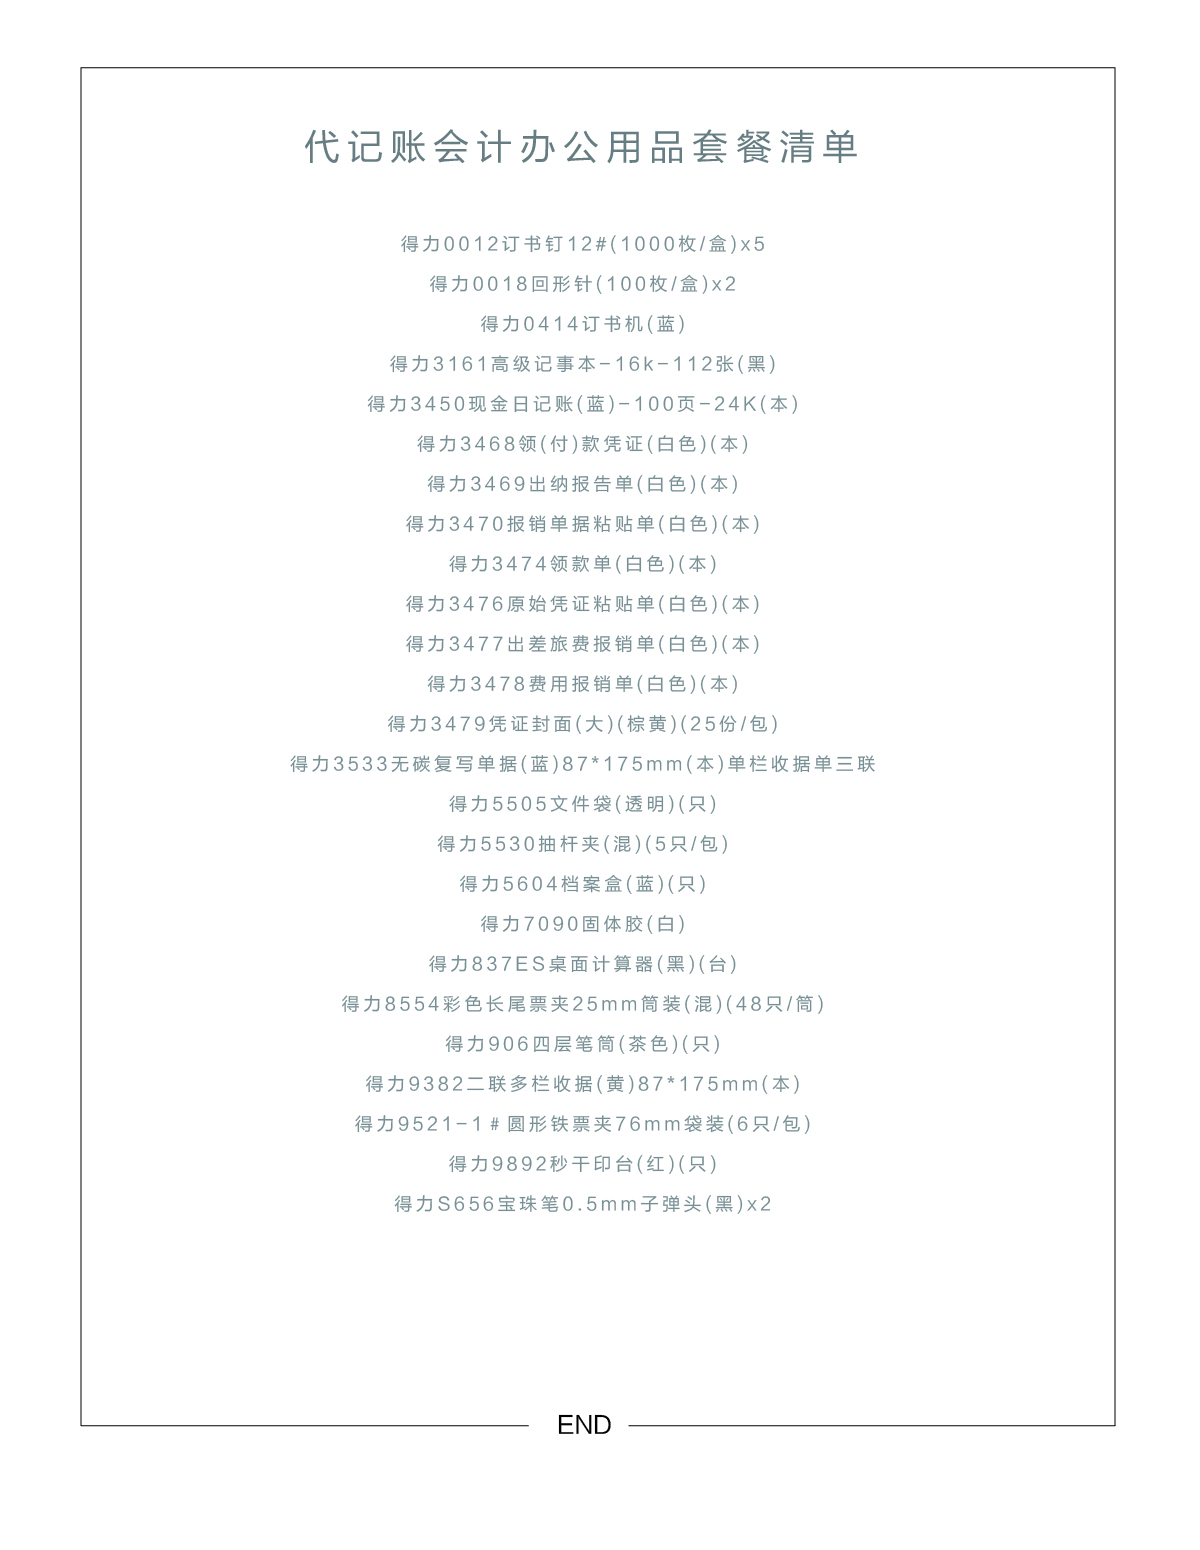 代记账会计办公用品套餐清单
得力0012订书钉12#(1000枚/盒)x5
得力0018回形针(100枚/盒)x2
得力0414订书机(蓝)
得力3161高级记事本-16k-112张(黑)
得力3450现金日记账(蓝)-100页-24K(本)
得力3468领(付)款凭证(白色)(本)
得力3469出纳报告单(白色)(本)
得力3470报销单据粘贴单(白色)(本)
得力3474领款单(白色)(本)
得力3476原始凭证粘贴单(白色)(本)
得力3477出差旅费报销单(白色)(本)
得力3478费用报销单(白色)(本)
得力3479凭证封面(大)(棕黄)(25份/包)
得力3533无碳复写单据(蓝)87*175mm(本)单栏收据单三联
得力5505文件袋(透明)(只)
得力5530抽杆夹(混)(5只/包)
得力5604档案盒(蓝)(只)
得力7090固体胶(白)
得力837ES桌面计算器(黑)(台)
得力8554彩色长尾票夹25mm筒装(混)(48只/筒)
得力906四层笔筒(茶色)(只)
得力9382二联多栏收据(黄)87*175mm(本)
得力9521-1＃圆形铁票夹76mm袋装(6只/包)
得力9892秒干印台(红)(只)
得力S656宝珠笔0.5mm子弹头(黑)x2
END